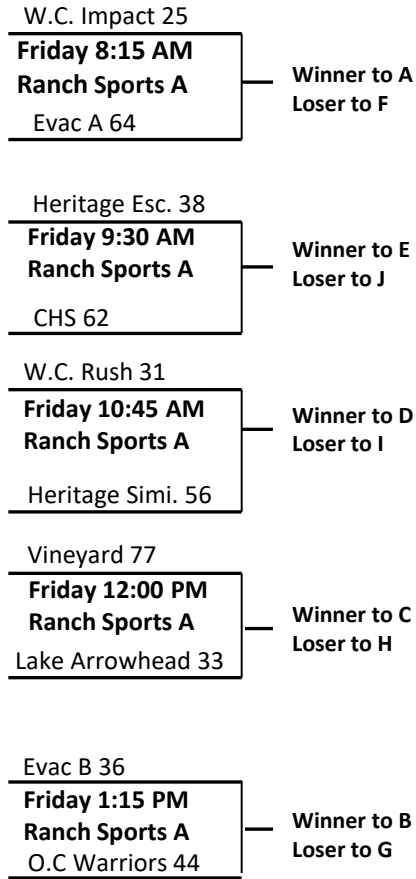 W.C. Impact 25
Friday 8:15 AM
Ranch Sports A
Evac A 64
Winner to A
Loser to F
Heritage Esc. 38
Friday 9:30 AM
Ranch Sports A
CHS 62
Winner to E
Loser to J
W.C. Rush 31
Friday 10:45 AM
Ranch Sports A
Heritage Simi. 56
Winner to D
Loser to I
Vineyard 77
Friday 12:00 PM
Ranch Sports A
Lake Arrowhead 33
Winner to C
Loser to H
Evac B 36
Friday 1:15 PM
Ranch Sports A
O.C Warriors 44
Winner to B
Loser to G